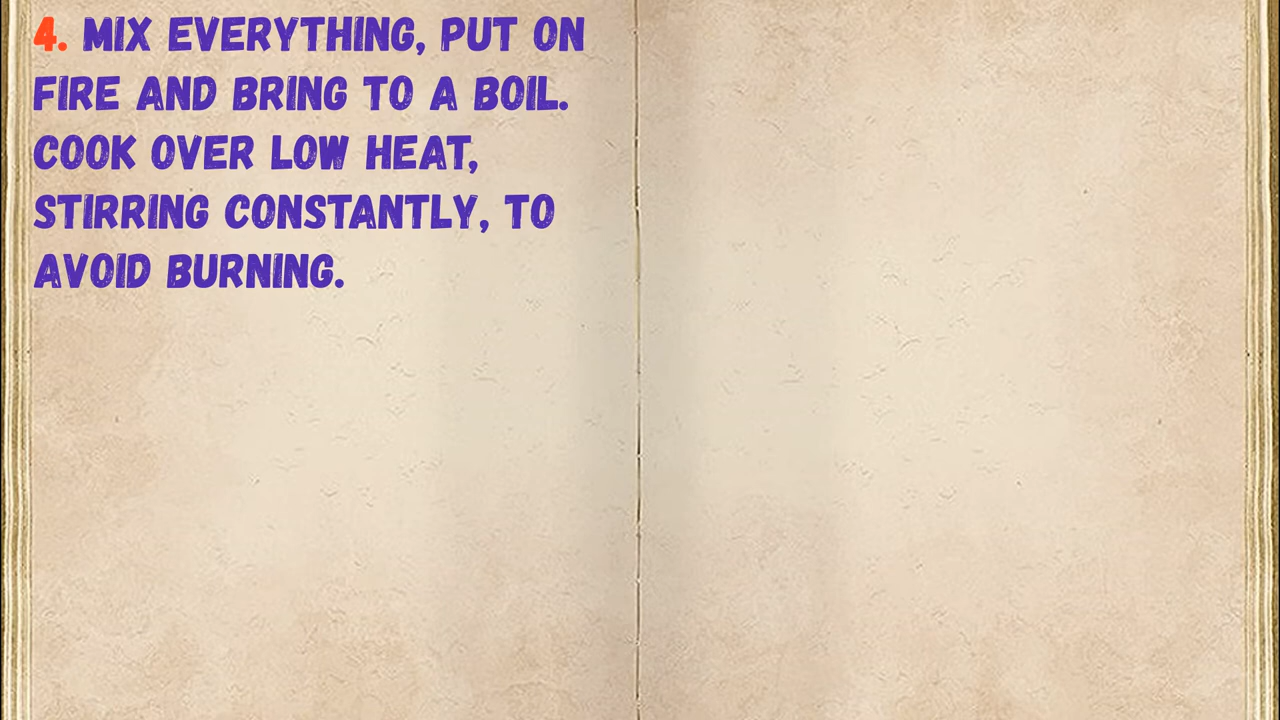 4. MIX EVERYTHING, PUT ON
FIRE AND BRING TO A BOIL.
COOK OVER LOW HEAT,
STIRRING CONSTANTLY, TO
AVOID BURNING.